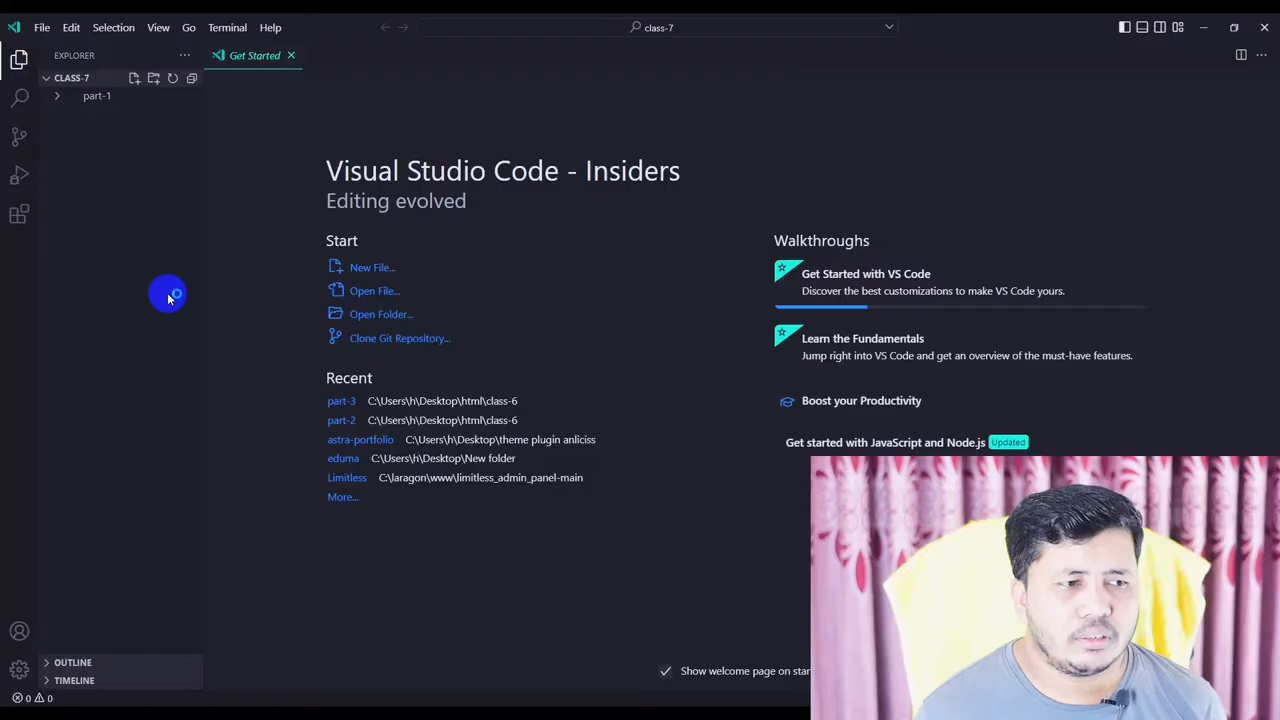 File Edit Selection View Go Terminal Help
class-7
EXPLORER
Get Started
CLASS-7
part-1
Visual Studio Code - Insiders
Editing evolved
Start
New File...
Open File...
Open Folder...
Clone Git Repository...
Recent
part-3 C:\Users\h\Desktop\html\class-6
part-2 C:\Users\h\Desktop\html\class-6
astra-portfolio C:\Users\h\Desktop\theme plugin anliciss
eduma C:\Users\h\Desktop\New folder
Limitless C:\laragon\www\limitless_admin_panel-main
More...
Walkthroughs
Get Started with VS Code
Discover the best customizations to make VS Code yours.
Learn the Fundamentals
Jump right into VS Code and get an overview of the must-have features.
Boost your Productivity
Get started with JavaScript and Node.js Updated
OUTLINE
TIMELINE
Show welcome page on star
0 0